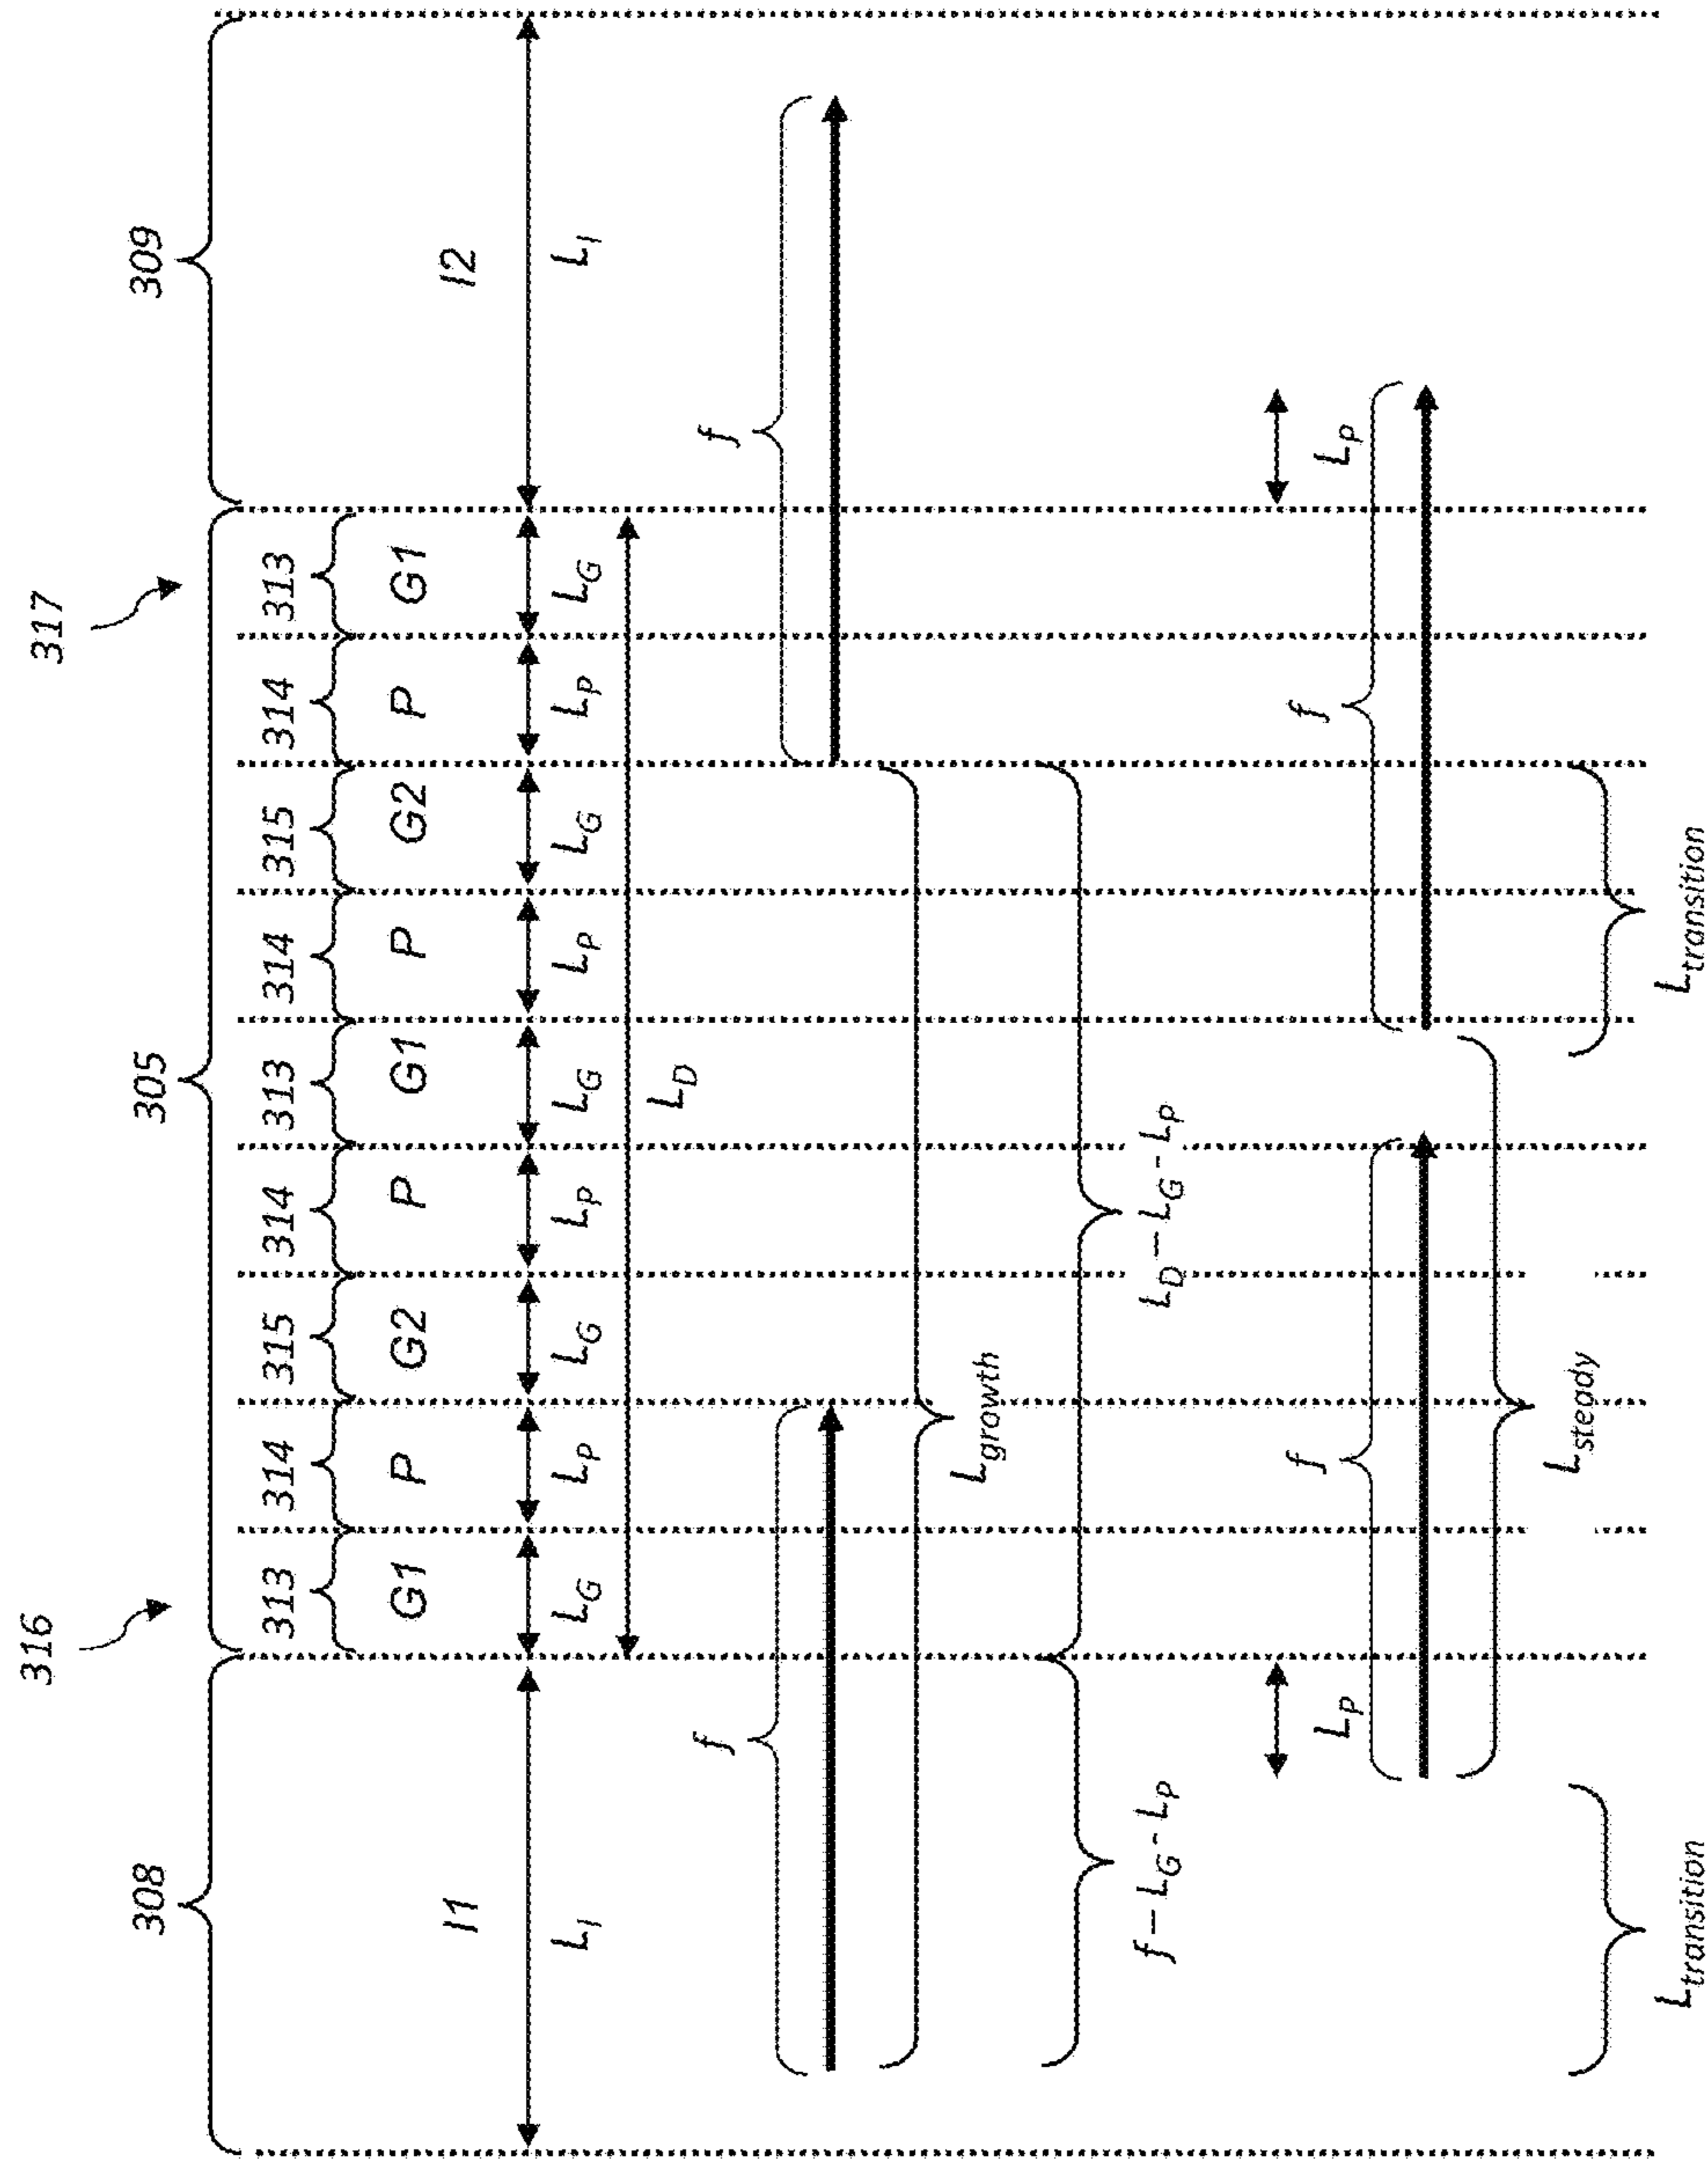 316 317
308 305 309
313 314 315 314 313 314 315 314 313
I1 G1 P G2 P G1 P G2 P G1 I2
L_I L_G L_P L_G L_P L_G L_P L_G L_P L_G L_I
L_D
f f
L_growth
f – L_G - L_P L_D – L_G - L_P
L_P L_P
f f
L_steady
L_transition L_transition